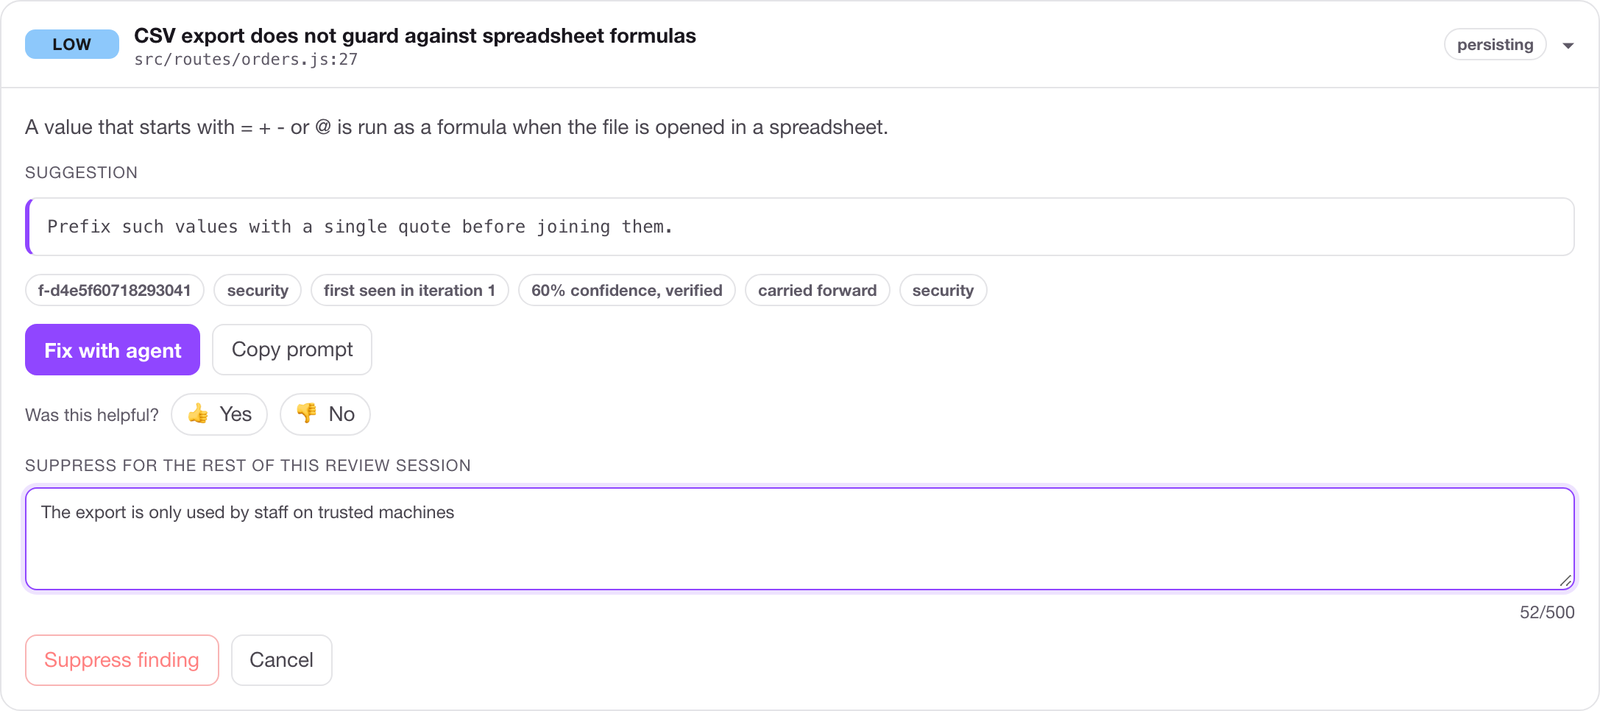 LOW
CSV export does not guard against spreadsheet formulas
src/routes/orders.js:27
persisting
A value that starts with = + - or @ is run as a formula when the file is opened in a spreadsheet.
SUGGESTION
Prefix such values with a single quote before joining them.
f-d4e5f60718293041 security first seen in iteration 1 60% confidence, verified carried forward security
Fix with agent Copy prompt
Was this helpful? 👍 Yes 👎 No
SUPPRESS FOR THE REST OF THIS REVIEW SESSION
The export is only used by staff on trusted machines
52/500
Suppress finding Cancel